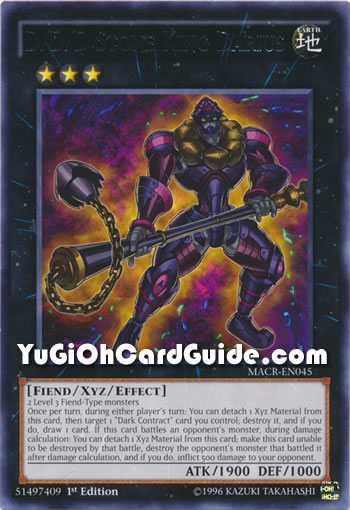 D/D/D Stone King Darius
EARTH
地
YuGiOhCardGuide.com
MACR-EN045
[FIEND/XYZ/EFFECT]
2 Level 3 Fiend-Type monsters
Once per turn, during either player's turn: You can detach 1 Xyz Material from
this card, then target 1 "Dark Contract" card you control; destroy it, and if you
do, draw 1 card. If this card battles an opponent's monster, during damage
calculation: You can detach 1 Xyz Material from this card; make this card unable
to be destroyed by that battle, destroy the opponent's monster that battled it
after damage calculation, and if you do, inflict 500 damage to your opponent.
ATK/1900 DEF/1000
51497409 1st Edition ©1996 KAZUKI TAKAHASHI